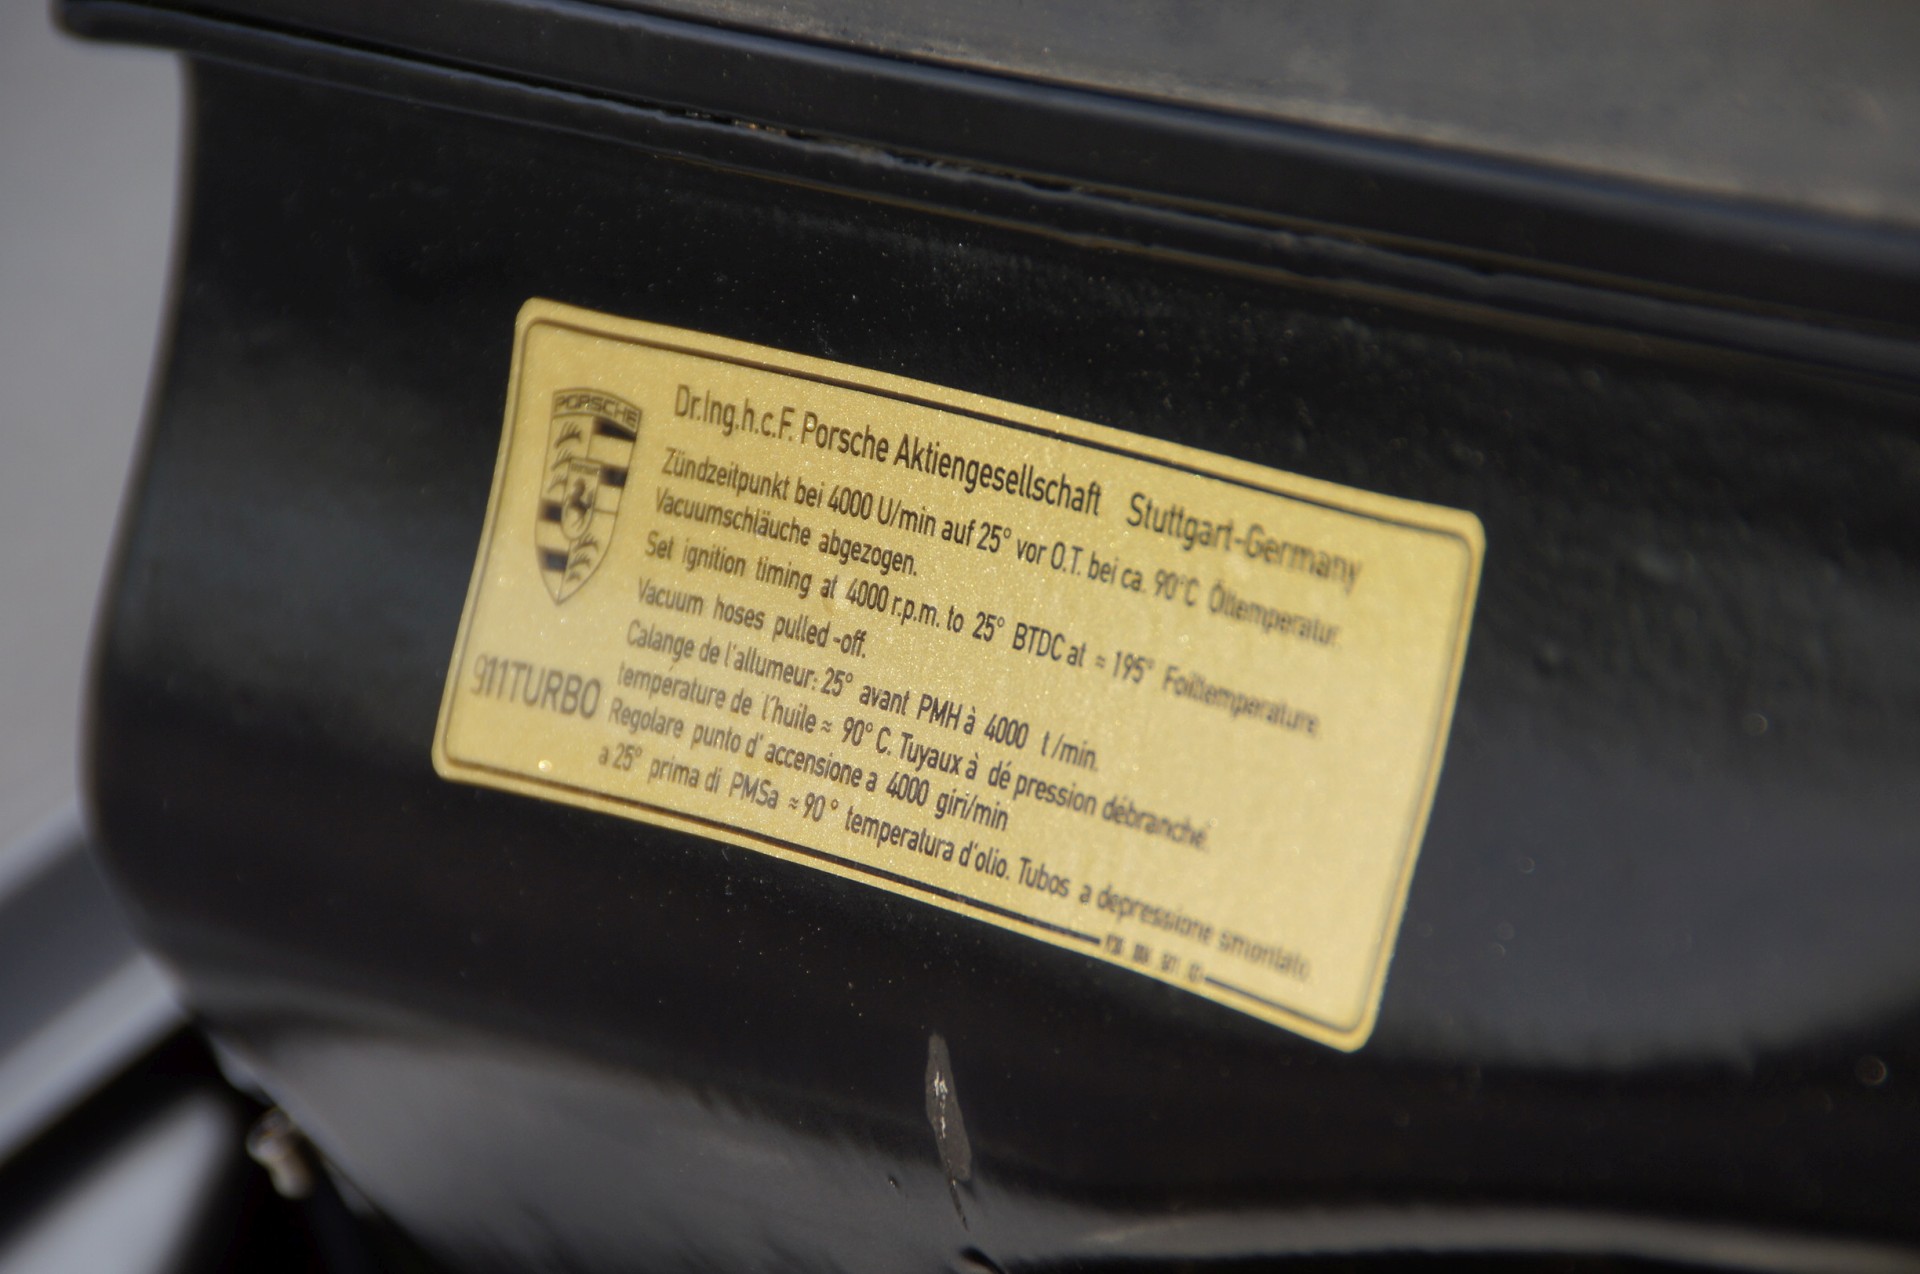 PORSCHE
Dr.Ing.h.c.F. Porsche Aktiengesellschaft Stuttgart-Germany
Zündzeitpunkt bei 4000 U/min auf 25° vor O.T. bei ca. 90°C Öltemperatur.
Vacuumschläuche abgezogen.
Set ignition timing at 4000 r.p.m. to 25° BTDC at ≈ 195° Foiltemperature.
Vacuum hoses pulled-off.
Calange de l'allumeur: 25° avant PMH à 4000 t/min.
température de l'huile ≈ 90° C. Tuyaux à dé pression débranché.
Regolare punto d'accensione a 4000 giri/min
a 25° prima di PMSa ≈ 90° temperatura d'olio. Tubos a depressione smontato.
911TURBO